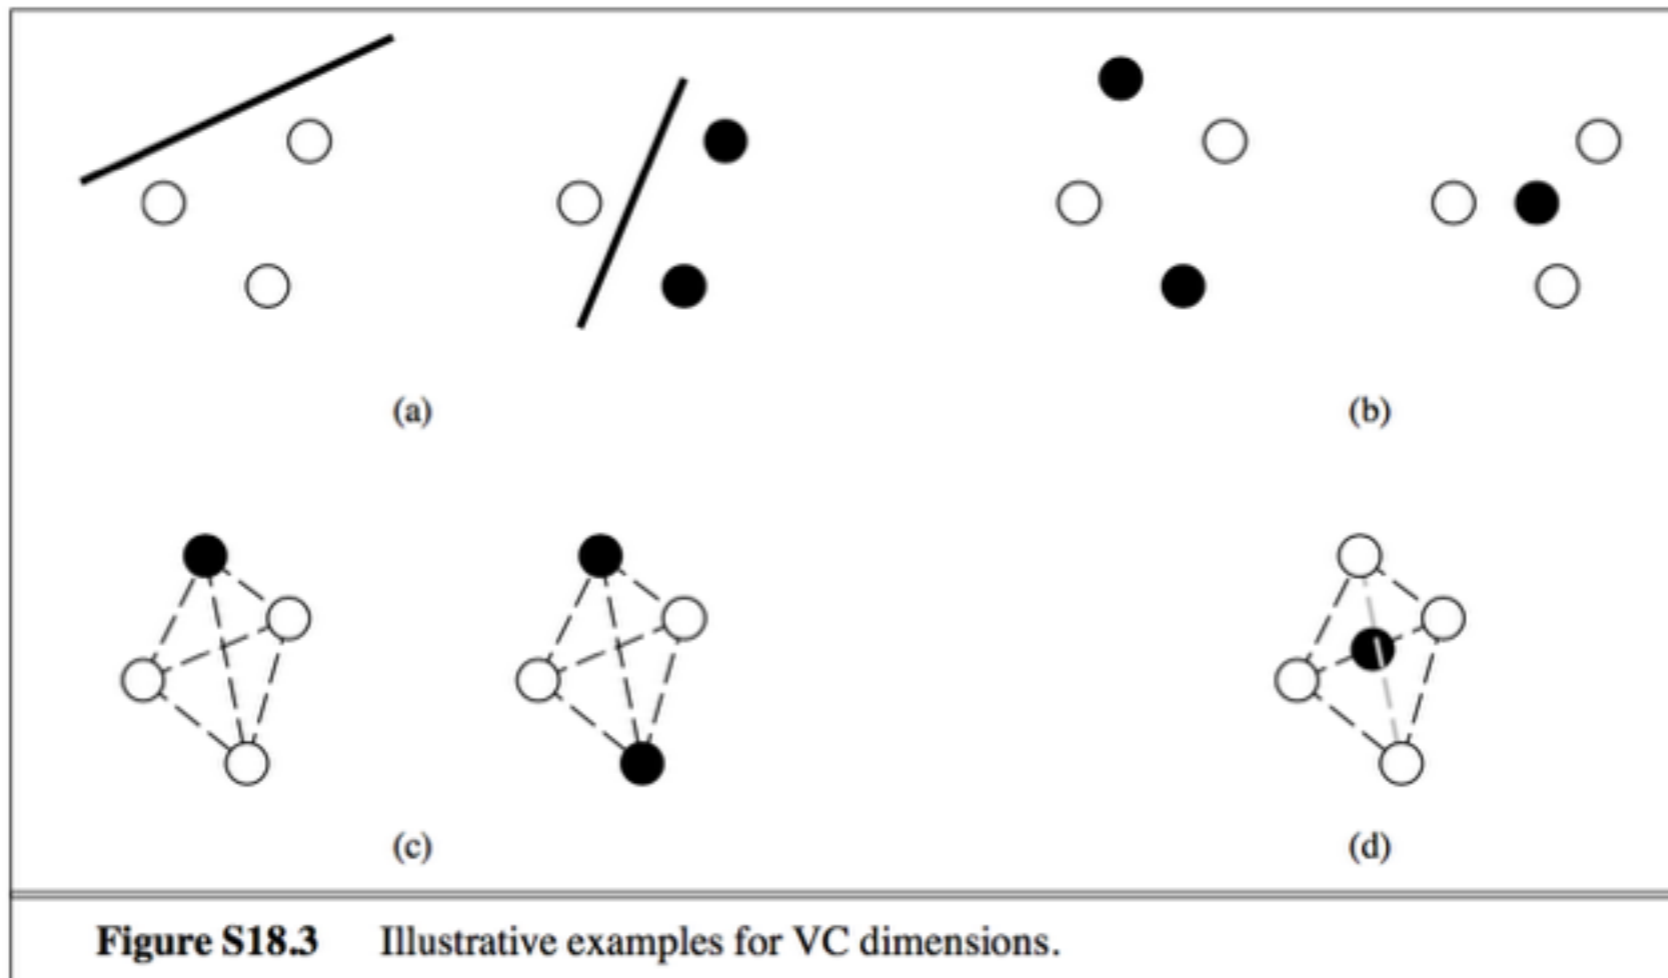 (a)
(b)
(c)
(d)
Figure S18.3 Illustrative examples for VC dimensions.